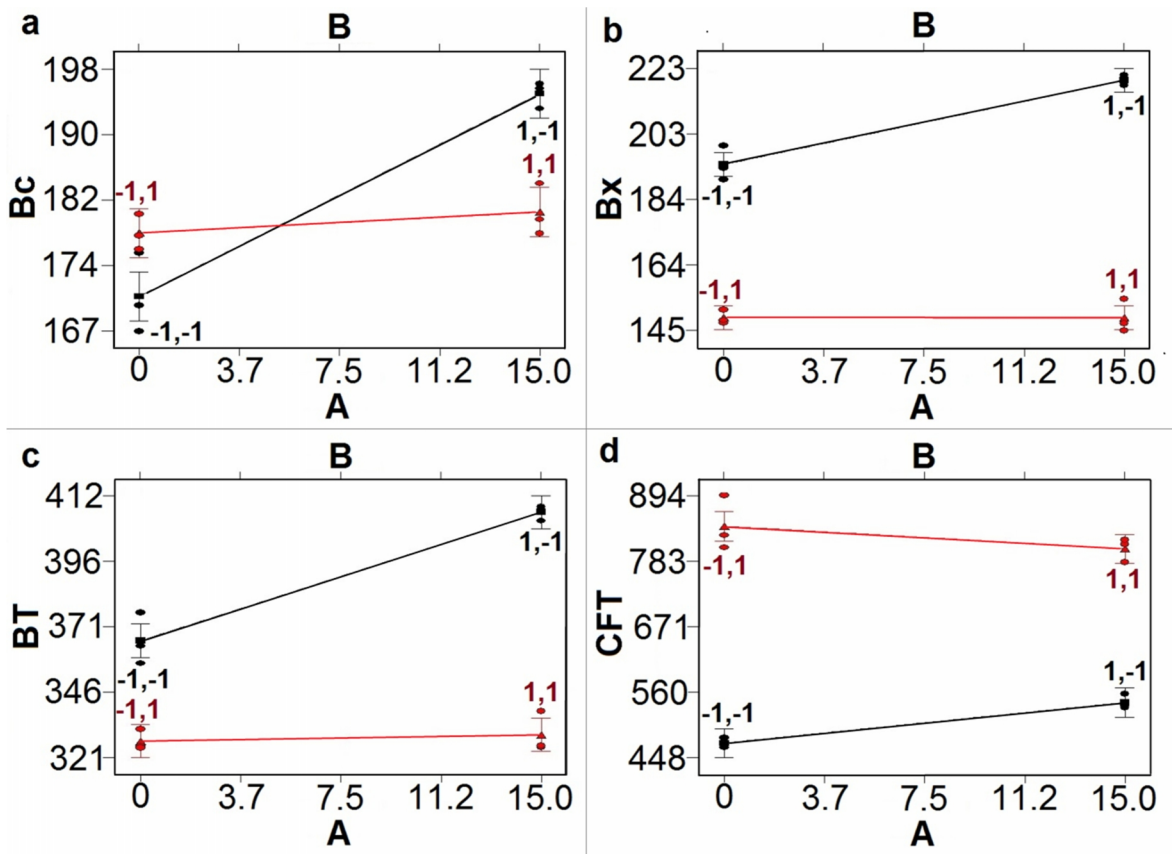 a
B
Bc
198
190
182
174
167
-1,1
-1,-1
1,-1
1,1
0 3.7 7.5 11.2 15.0
A
b
B
Bx
223
203
184
164
145
-1,-1
-1,1
1,-1
1,1
0 3.7 7.5 11.2 15.0
A
c
B
BT
412
396
371
346
321
-1,-1
-1,1
1,-1
1,1
0 3.7 7.5 11.2 15.0
A
d
B
CFT
894
783
671
560
448
-1,1
-1,-1
1,1
1,-1
0 3.7 7.5 11.2 15.0
A